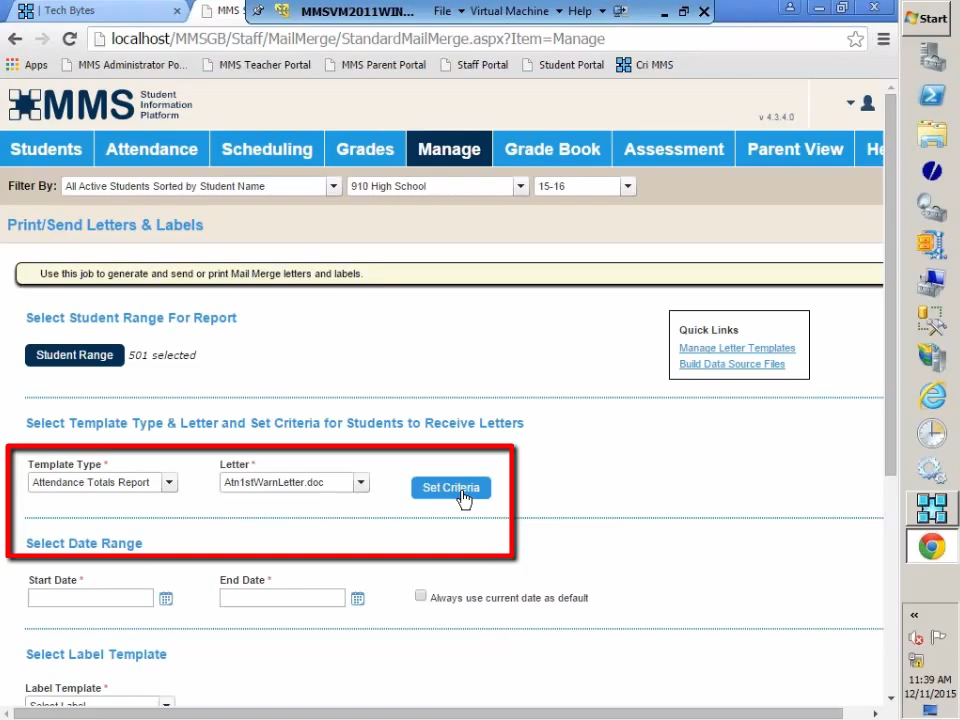 Tech Bytes
MMS S
MMSVM2011WIN...
File
Virtual Machine
Help
localhost/MMSGB/Staff/MailMerge/StandardMailMerge.aspx?Item=Manage
Apps
MMS Administrator Po...
MMS Teacher Portal
MMS Parent Portal
Staff Portal
Student Portal
Cri MMS
Start
MMS
Student
Information
Platform
v 4.3.4.0
Students
Attendance
Scheduling
Grades
Manage
Grade Book
Assessment
Parent View
He
Filter By:
All Active Students Sorted by Student Name
910 High School
15-16
Print/Send Letters & Labels
Use this job to generate and send or print Mail Merge letters and labels.
Select Student Range For Report
Student Range
501 selected
Quick Links
Manage Letter Templates
Build Data Source Files
Select Template Type & Letter and Set Criteria for Students to Receive Letters
Template Type *
Letter *
Attendance Totals Report
Atn1stWarnLetter.doc
Set Criteria
Select Date Range
Start Date *
End Date *
Always use current date as default
Select Label Template
Label Template *
Select Label
11:39 AM
12/11/2015